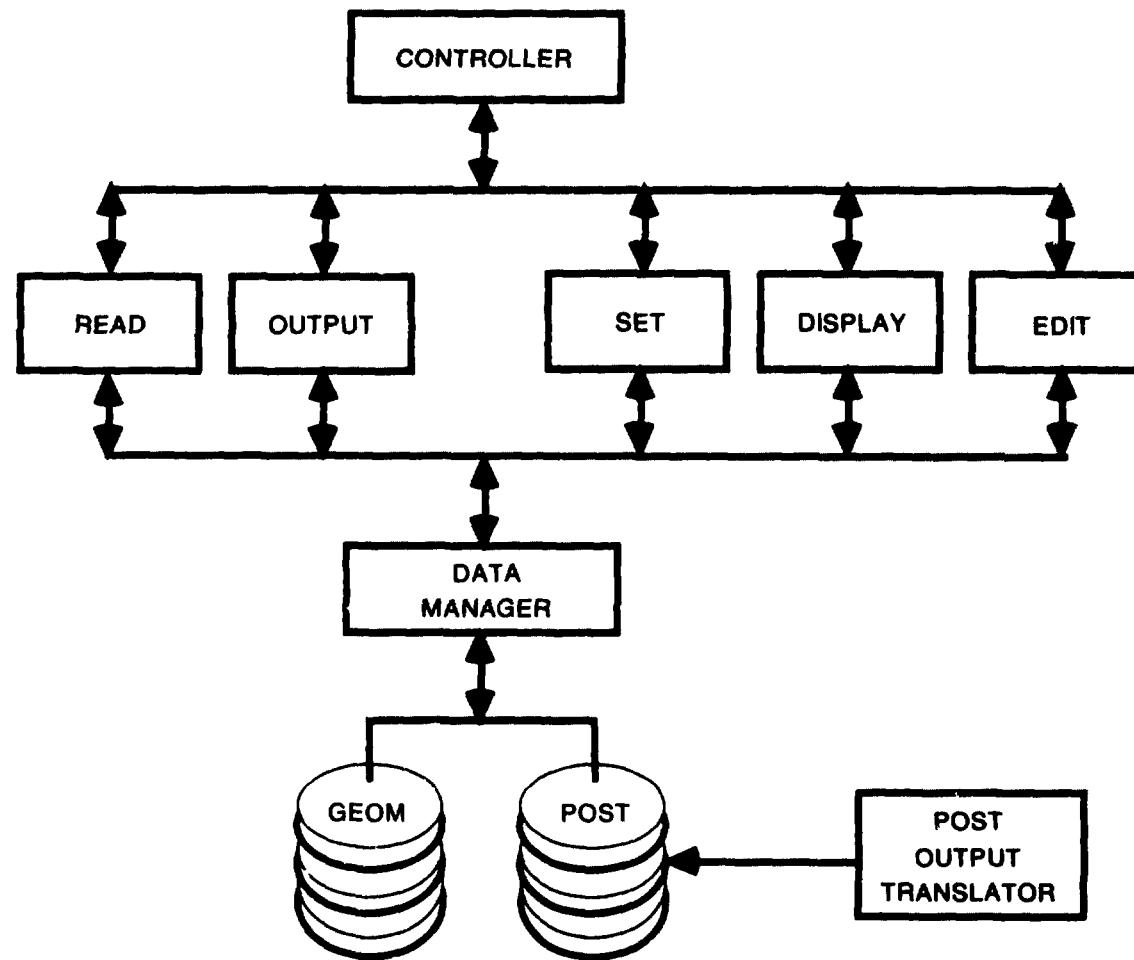 CONTROLLER
READ
OUTPUT
SET
DISPLAY
EDIT
DATA
MANAGER
GEOM
POST
POST
OUTPUT
TRANSLATOR